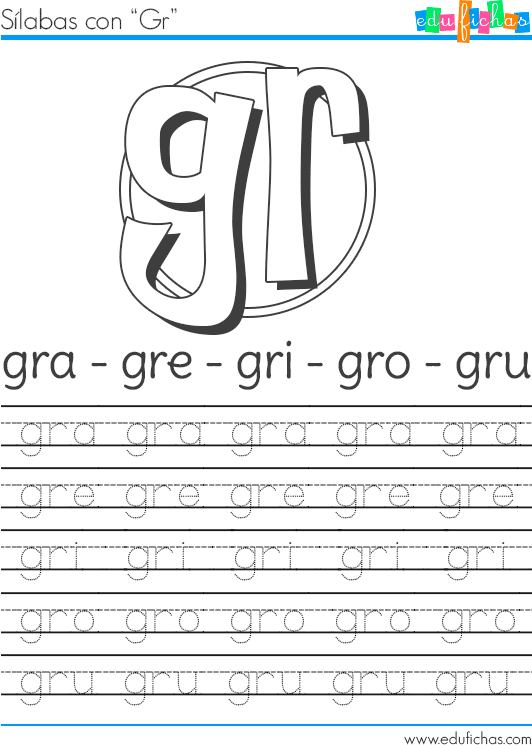 Sílabas con “Gr”
edufichas
gr
gra - gre - gri - gro - gru
gra gra gra gra gra
gre gre gre gre gre
gri gri gri gri gri
gro gro gro gro gro
gru gru gru gru gru
www.edufichas.com